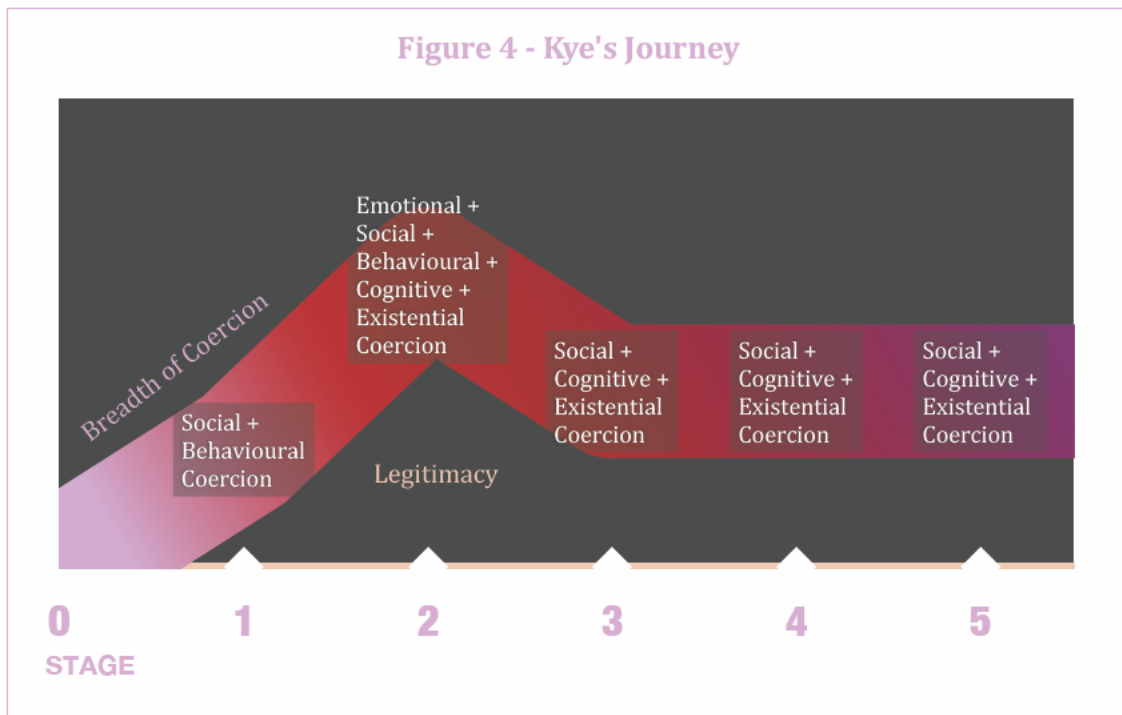 Figure 4 - Kye's Journey
Breadth of Coercion
Social +
Behavioural
Coercion
Emotional +
Social +
Behavioural +
Cognitive +
Existential
Coercion
Legitimacy
Social +
Cognitive +
Existential
Coercion
Social +
Cognitive +
Existential
Coercion
Social +
Cognitive +
Existential
Coercion
0 1 2 3 4 5
STAGE